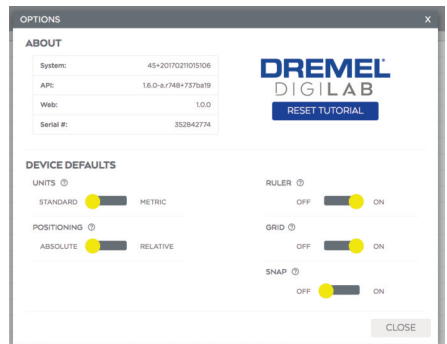 OPTIONS X
ABOUT
System: 45+20170211015106
API: 1.6.0-a.r748+737ba19
Web: 1.0.0
Serial #: 352842774
DREMEL
DIGILAB
RESET TUTORIAL
DEVICE DEFAULTS
UNITS ?
STANDARD METRIC
POSITIONING ?
ABSOLUTE RELATIVE
RULER ?
OFF ON
GRID ?
OFF ON
SNAP ?
OFF ON
CLOSE